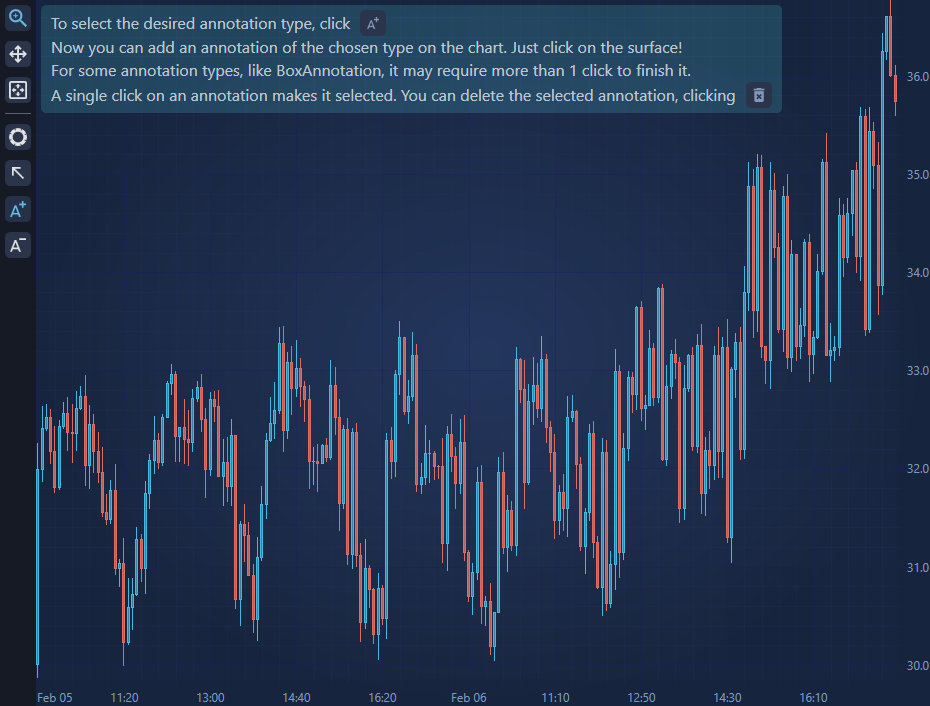 To select the desired annotation type, click A+
Now you can add an annotation of the chosen type on the chart. Just click on the surface!
For some annotation types, like BoxAnnotation, it may require more than 1 click to finish it.
A single click on an annotation makes it selected. You can delete the selected annotation, clicking
A+
A−
36.0
35.0
34.0
33.0
32.0
31.0
30.0
Feb 05 11:20 13:00 14:40 16:20 Feb 06 11:10 12:50 14:30 16:10